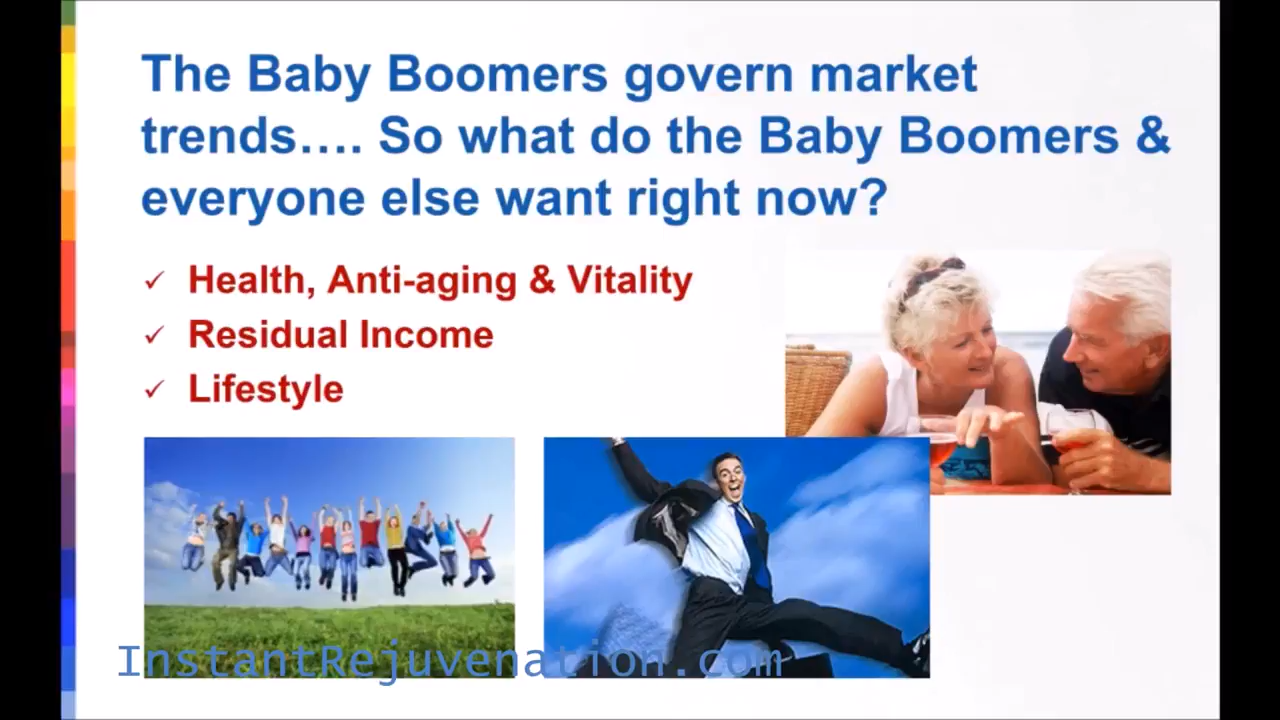 The Baby Boomers govern market
trends…. So what do the Baby Boomers &
everyone else want right now?
✓ Health, Anti-aging & Vitality
✓ Residual Income
✓ Lifestyle
InstantRejuvenation.com